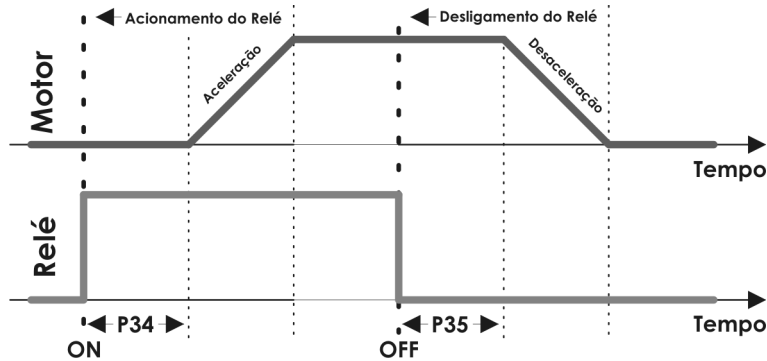 Acionamento do Relé
Desligamento do Relé
Motor
Aceleração
Desaceleração
Tempo
Relé
P34
P35
Tempo
ON
OFF